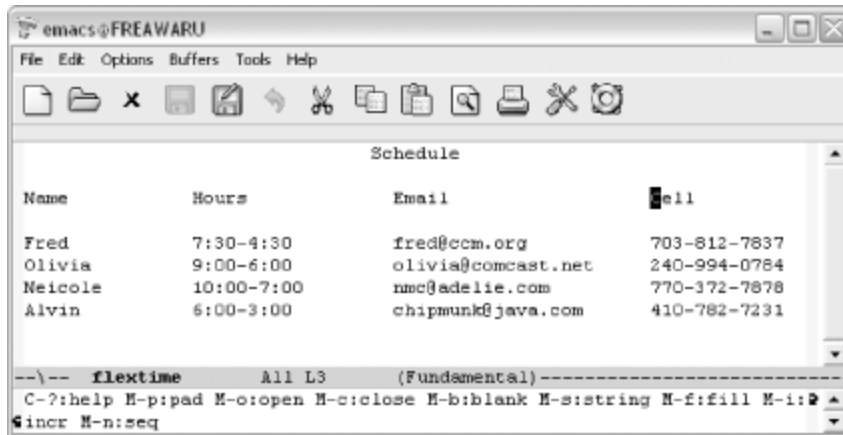 emacs@FREAWARU
File Edit Options Buffers Tools Help
Schedule
Name Hours Email Cell
Fred 7:30-4:30 fred@ccm.org 703-812-7837
Olivia 9:00-6:00 olivia@comcast.net 240-994-0784
Neicole 10:00-7:00 nmc@adelie.com 770-372-7878
Alvin 6:00-3:00 chipmunk@java.com 410-782-7231
--\-- flextime All L3 (Fundamental)--------------------------
C-?:help M-p:pad M-o:open M-c:close M-b:blank M-s:string M-f:fill M-i:
incr M-n:seq